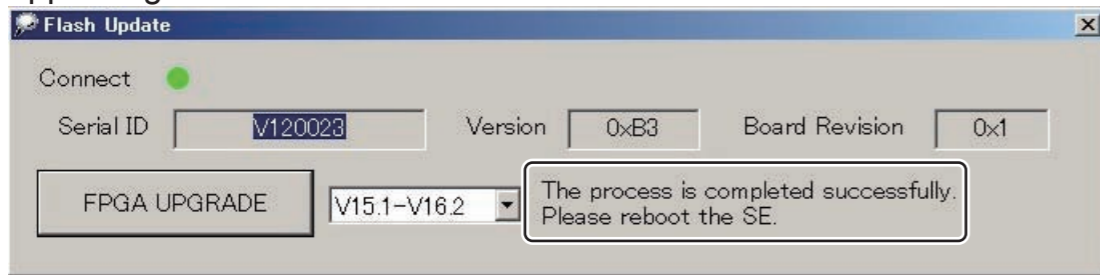 Flash Update
Connect
Serial ID V120023 Version 0xB3 Board Revision 0x1
FPGA UPGRADE V15.1-V16.2 The process is completed successfully.
Please reboot the SE.